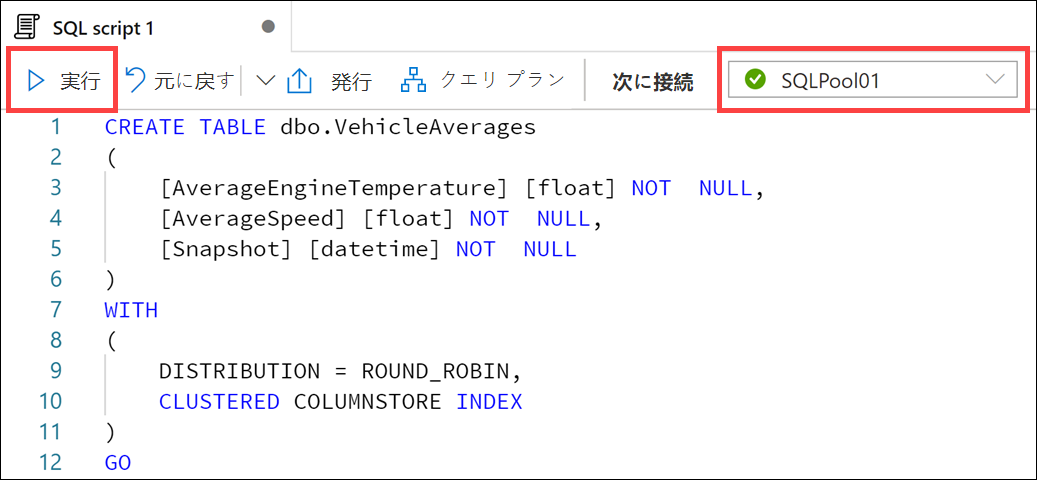 SQL script 1
実行 元に戻す 発行 クエリ プラン 次に接続 SQLPool01
1 CREATE TABLE dbo.VehicleAverages
2 (
3 [AverageEngineTemperature] [float] NOT  NULL,
4 [AverageSpeed] [float] NOT  NULL,
5 [Snapshot] [datetime] NOT  NULL
6 )
7 WITH
8 (
9 DISTRIBUTION = ROUND_ROBIN,
10 CLUSTERED COLUMNSTORE INDEX
11 )
12 GO